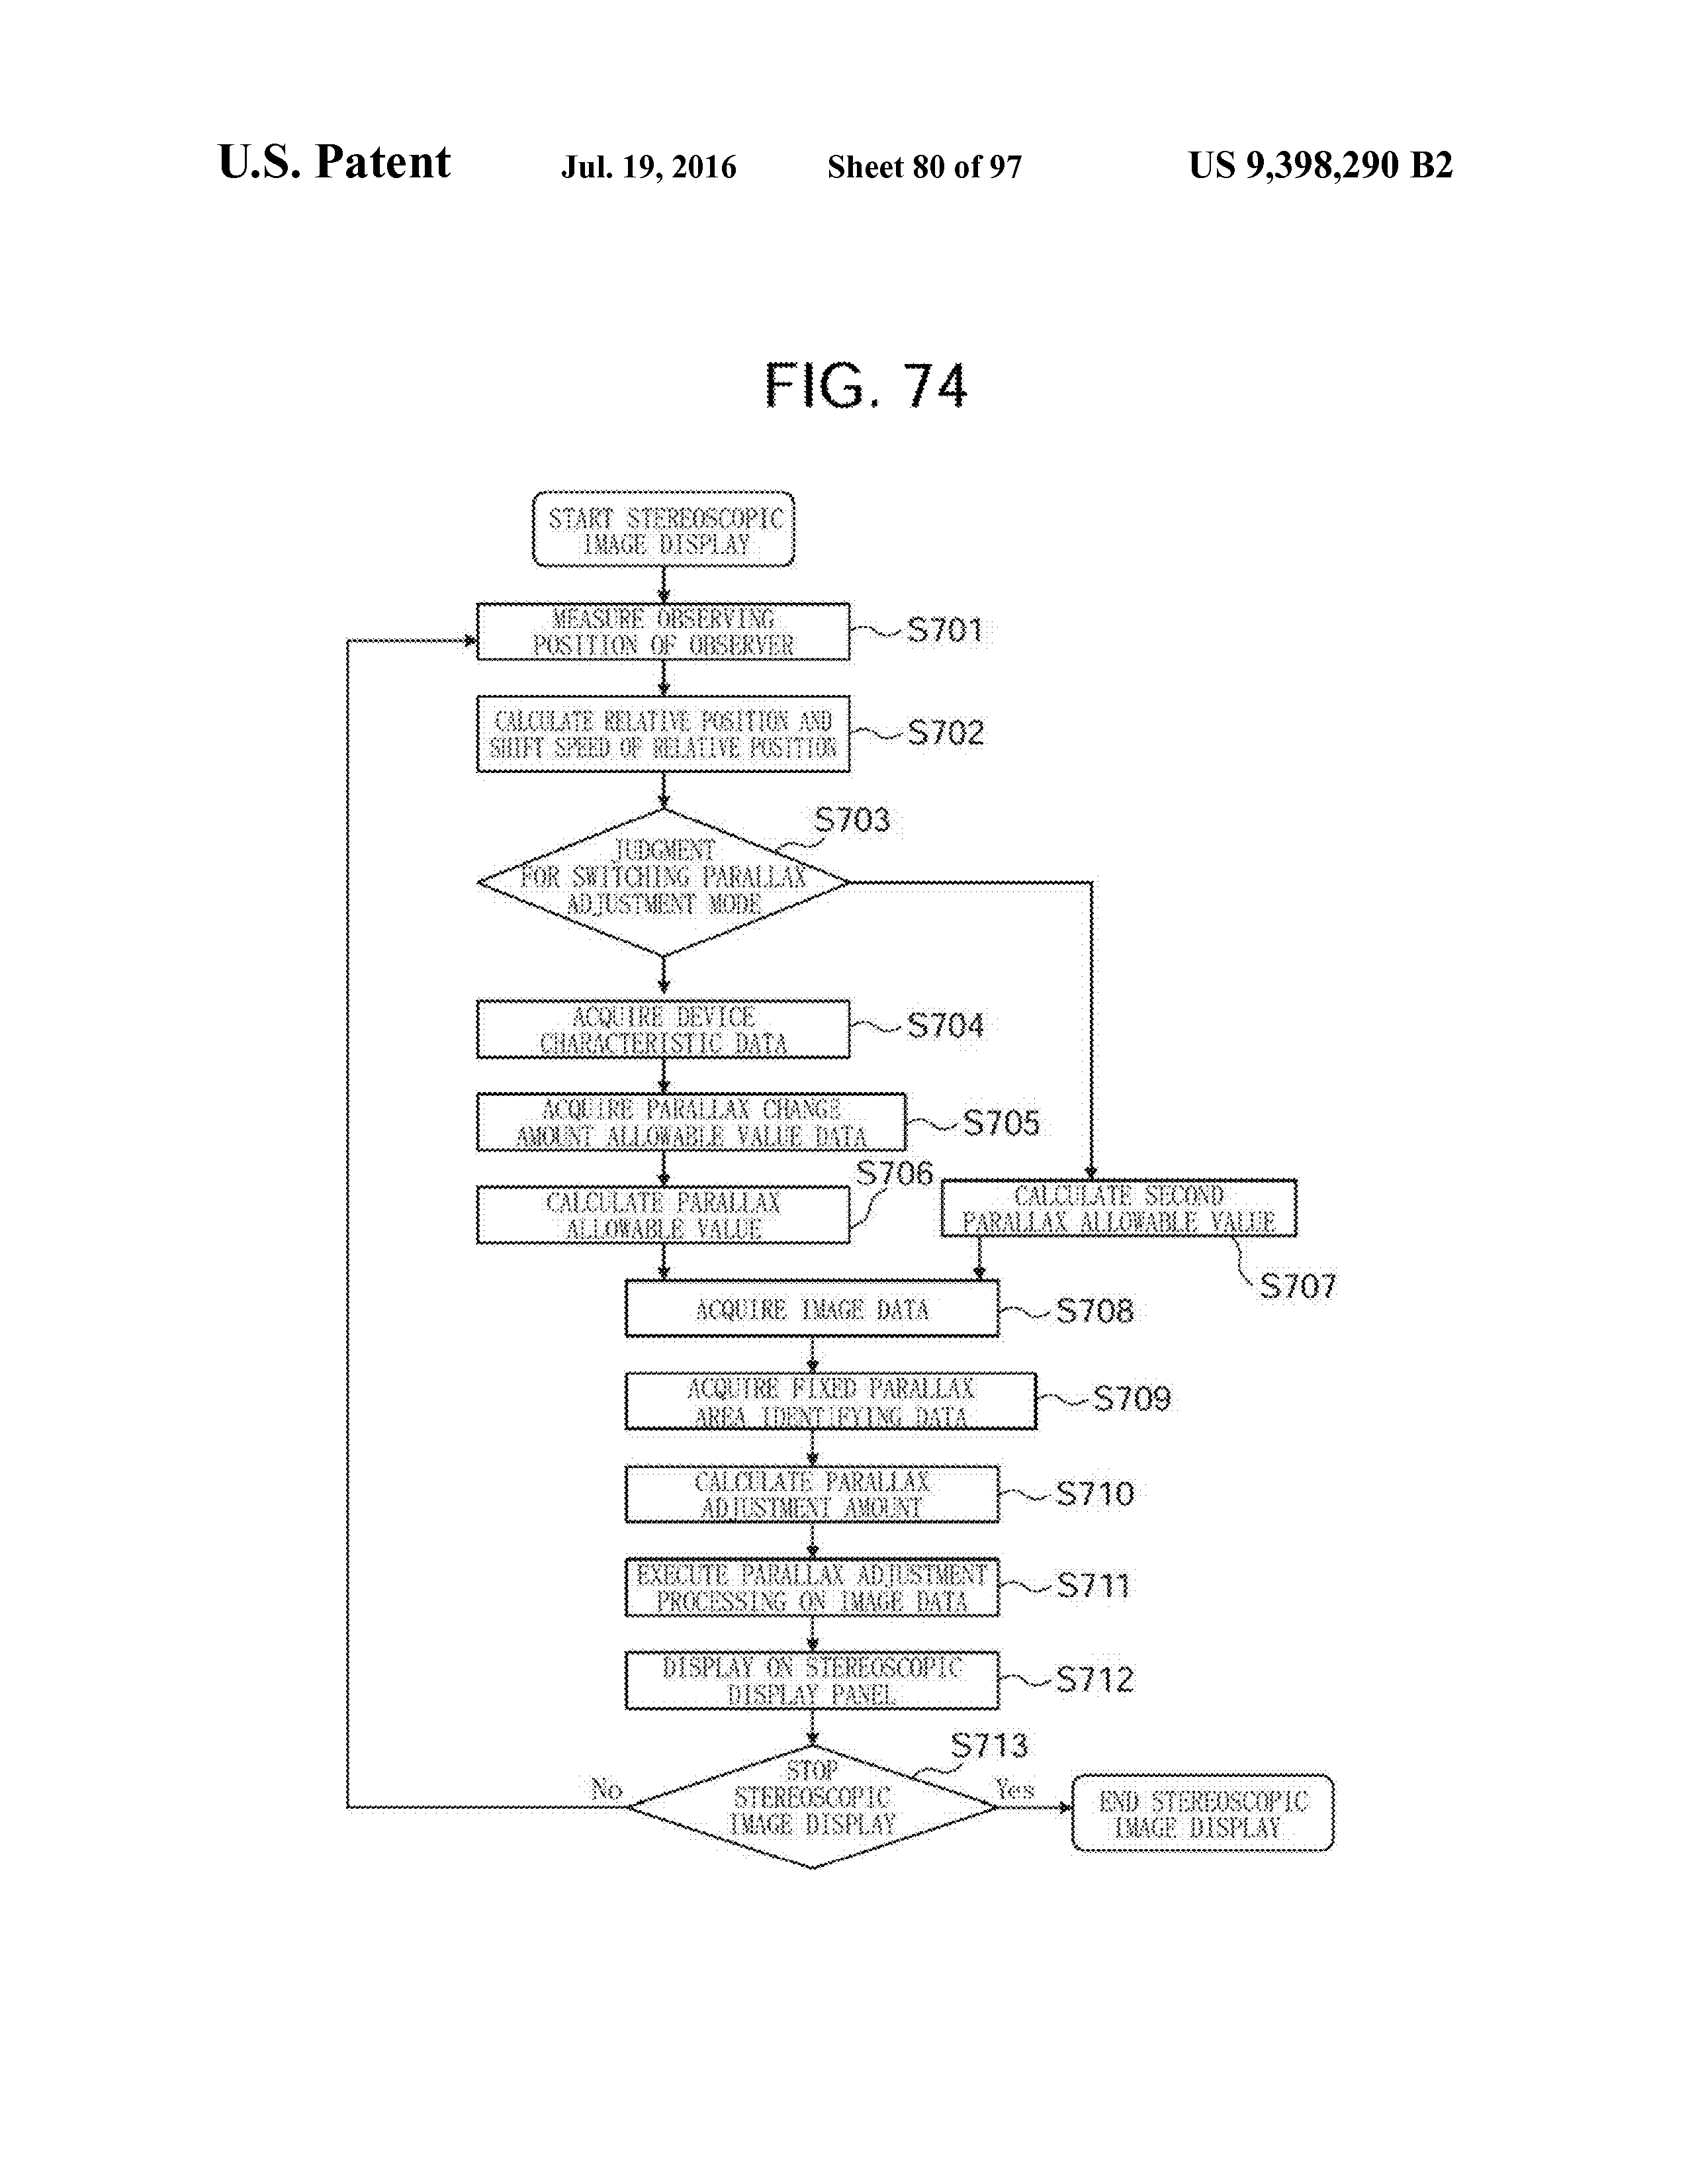 U.S. Patent Jul. 19, 2016 Sheet 80 of 97 US 9,398,290 B2
FIG. 74
START STEREOSCOPIC
IMAGE DISPLAY
MEASURE OBSERVING
POSITION OF OBSERVER
S701
CALCULATE RELATIVE POSITION AND
SHIFT SPEED OF RELATIVE POSITION
S702
S703
JUDGMENT
FOR SWITCHING PARALLAX
ADJUSTMENT MODE
ACQUIRE DEVICE
CHARACTERISTIC DATA
S704
ACQUIRE PARALLAX CHANGE
AMOUNT ALLOWABLE VALUE DATA
S705
S706
CALCULATE PARALLAX
ALLOWABLE VALUE
CALCULATE SECOND
PARALLAX ALLOWABLE VALUE
S707
ACQUIRE IMAGE DATA
S708
ACQUIRE FIXED PARALLAX
AREA IDENTIFYING DATA
S709
CALCULATE PARALLAX
ADJUSTMENT AMOUNT
S710
EXECUTE PARALLAX ADJUSTMENT
PROCESSING ON IMAGE DATA
S711
DISPLAY ON STEREOSCOPIC
DISPLAY PANEL
S712
S713
STOP
STEREOSCOPIC
IMAGE DISPLAY
No
Yes
END STEREOSCOPIC
IMAGE DISPLAY